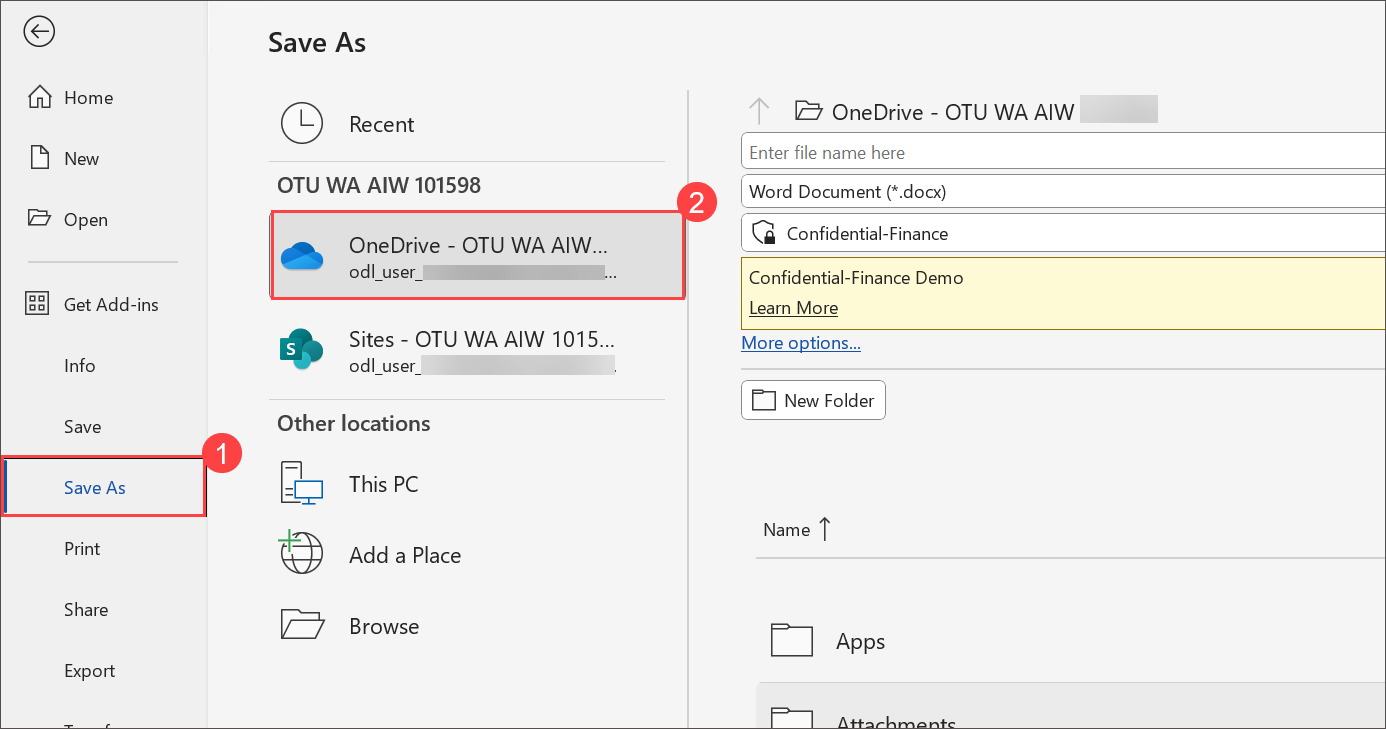 Save As
Home
New
Open
Get Add-ins
Info
Save
Save As
1
Print
Share
Export
Recent
OTU WA AIW 101598
2
OneDrive - OTU WA AIW...
odl_user_...
S
Sites - OTU WA AIW 1015...
odl_user_
Other locations
This PC
Add a Place
Browse
OneDrive - OTU WA AIW
Enter file name here
Word Document (*.docx)
Confidential-Finance
Confidential-Finance Demo
Learn More
More options...
New Folder
Name
Apps
Attachments